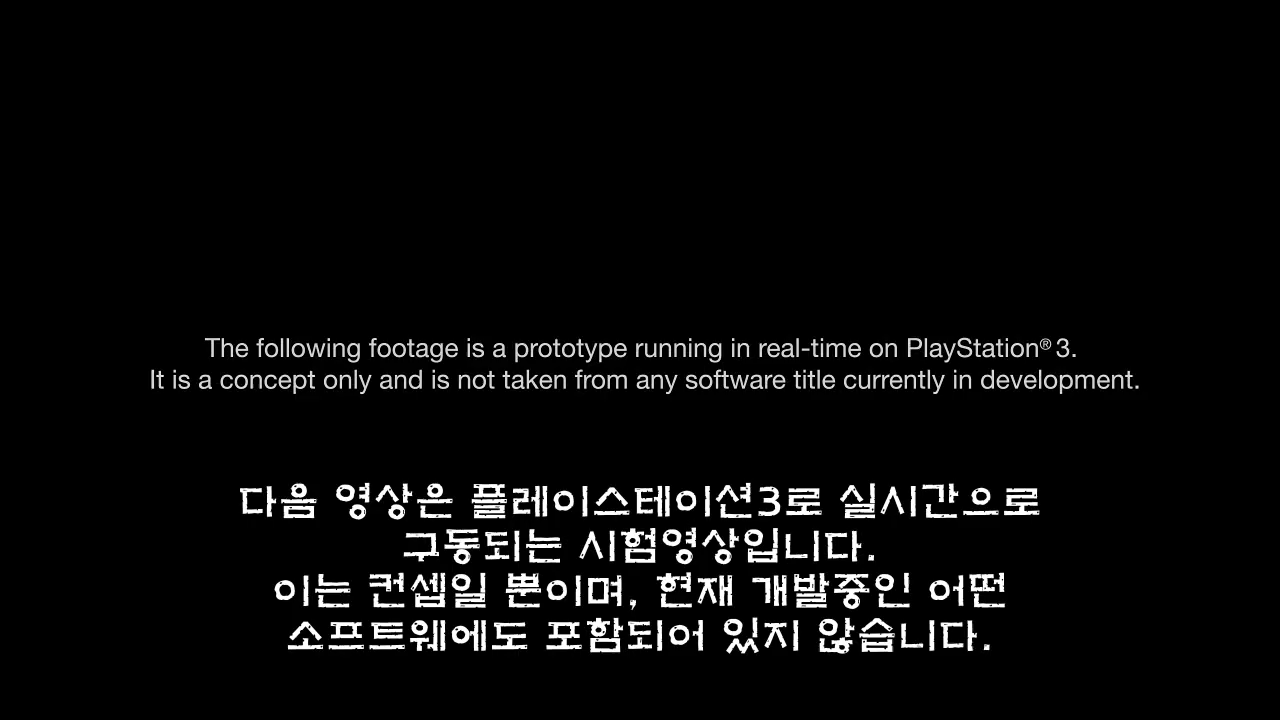 The following footage is a prototype running in real-time on PlayStation®3.
It is a concept only and is not taken from any software title currently in development.
다음 영상은 플레이스테이션3로 실시간으로
구동되는 시험영상입니다.
이는 컨셉일 뿐이며, 현재 개발중인 어떤
소프트웨에도 포함되어 있지 않습니다.